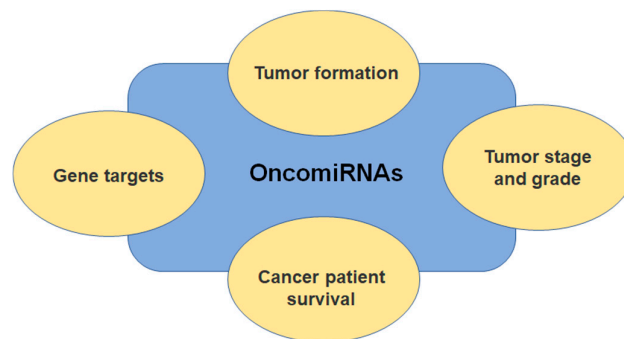 Tumor formation
Gene targets
OncomiRNAs
Tumor stage
and grade
Cancer patient
survival